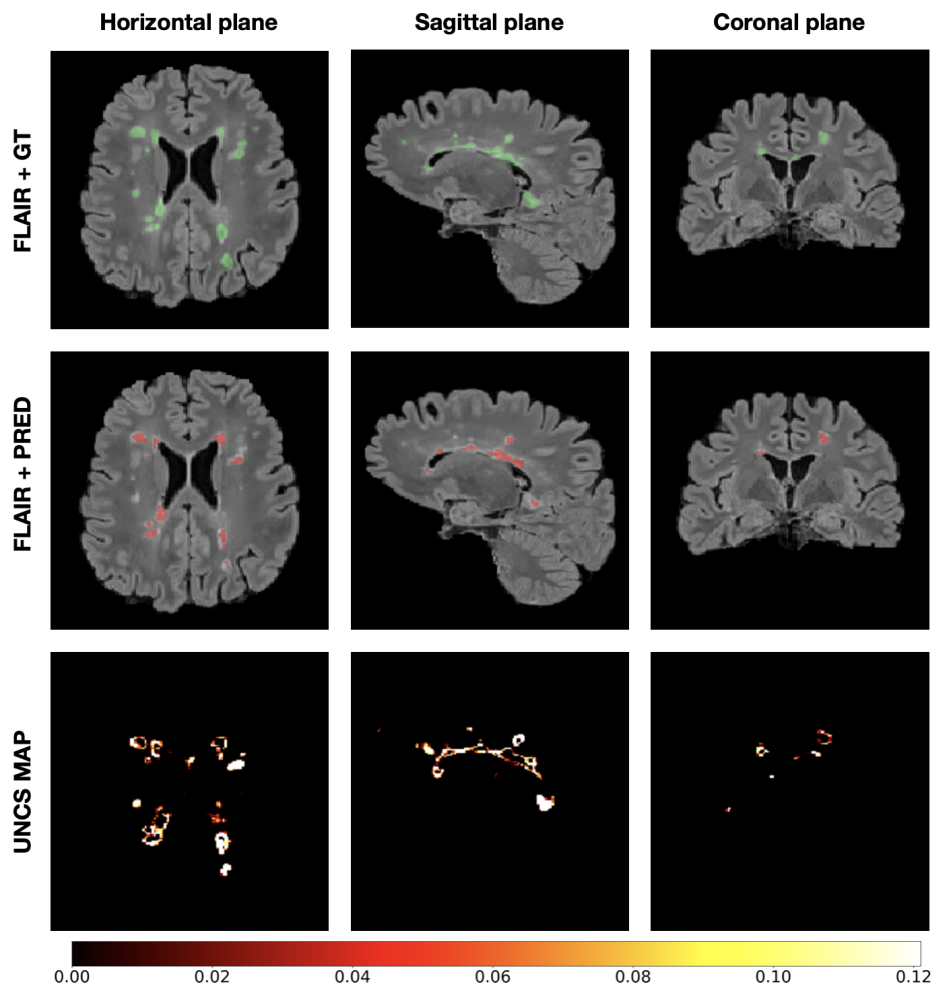 Horizontal plane Sagittal plane Coronal plane
FLAIR + GT
FLAIR + PRED
UNCS MAP
0.00 0.02 0.04 0.06 0.08 0.10 0.12